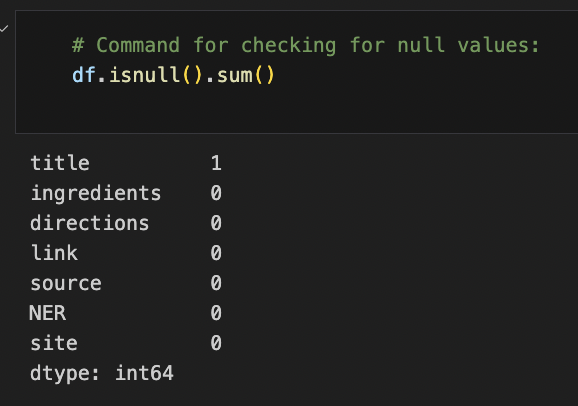 # Command for checking for null values:
df.isnull().sum()
title 1
ingredients 0
directions 0
link 0
source 0
NER 0
site 0
dtype: int64